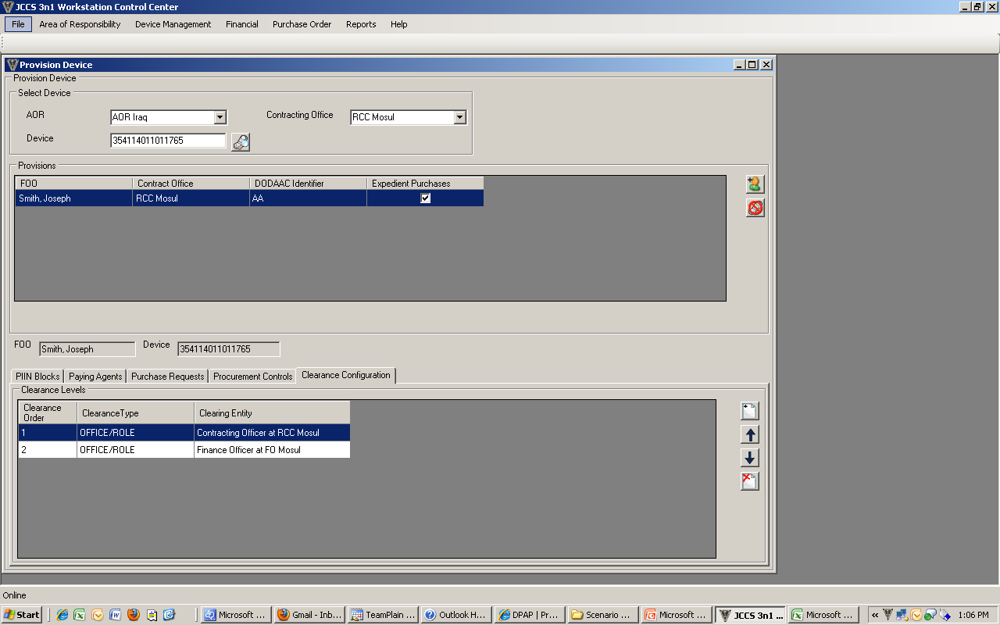 JCCS 3n1 Workstation Control Center
File Area of Responsibility Device Management Financial Purchase Order Reports Help
Provision Device
Provision Device
Select Device
AOR AOR Iraq Contracting Office RCC Mosul
Device 354114011011765
Provisions
FOO Contract Office DODAAC Identifier Expedient Purchases
Smith, Joseph RCC Mosul AA
FOO Smith, Joseph Device 354114011011765
PIIN Blocks Paying Agents Purchase Requests Procurement Controls Clearance Configuration
Clearance Levels
Clearance Order ClearanceType Clearing Entity
1 OFFICE/ROLE Contracting Officer at RCC Mosul
2 OFFICE/ROLE Finance Officer at FO Mosul
Online
Start Microsoft ... Gmail - Inb... TeamPlain ... Outlook H... DPAP | Pr... Scenario ... Microsoft ... JCCS 3n1 ... Microsoft ... « 1:06 PM